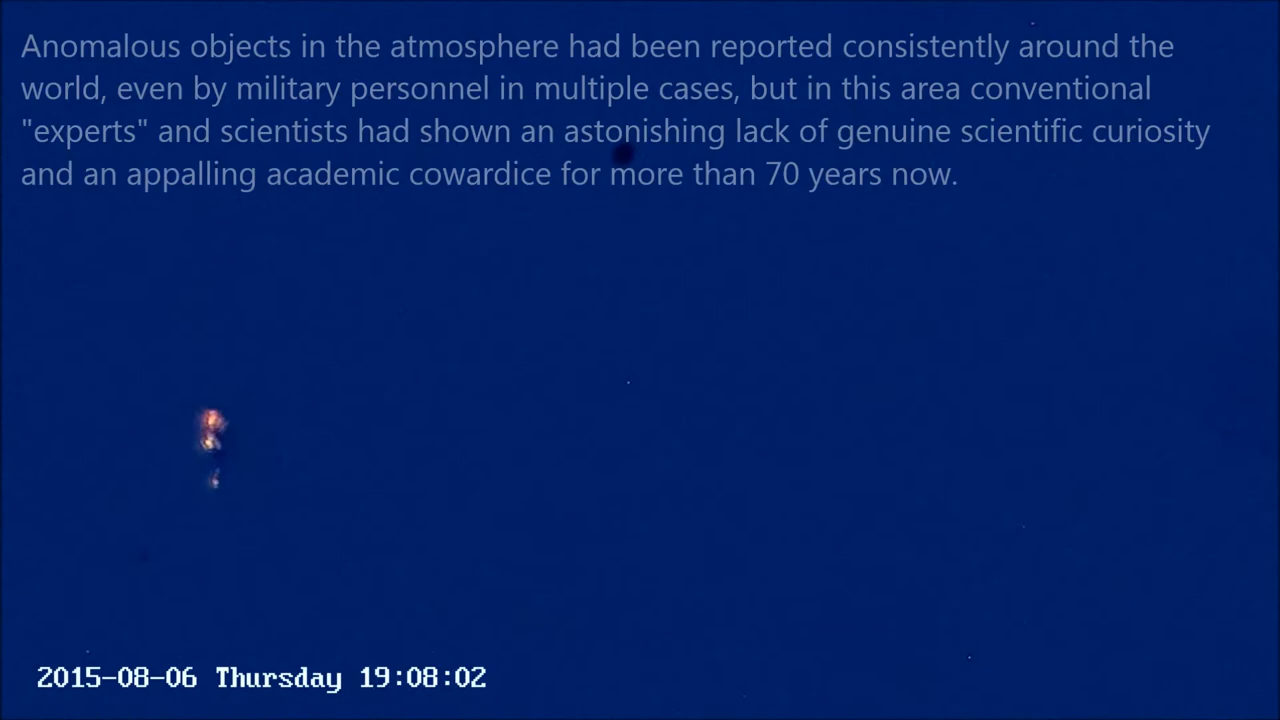 Anomalous objects in the atmosphere had been reported consistently around the
world, even by military personnel in multiple cases, but in this area conventional
"experts" and scientists had shown an astonishing lack of genuine scientific curiosity
and an appalling academic cowardice for more than 70 years now.
2015-08-06 Thursday 19:08:02